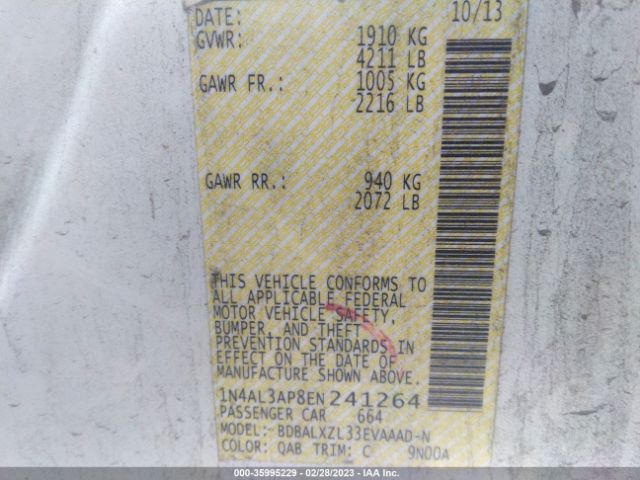 DATE: 10/13
GVWR: 1910 KG
4211 LB
GAWR FR.: 1005 KG
2216 LB
GAWR RR.: 940 KG
2072 LB
THIS VEHICLE CONFORMS TO
ALL APPLICABLE FEDERAL
MOTOR VEHICLE SAFETY,
BUMPER, AND THEFT
PREVENTION STANDARDS IN
EFFECT ON THE DATE OF
MANUFACTURE SHOWN ABOVE.
1N4AL3AP8EN241264
PASSENGER CAR 664
MODEL: BDBALXZL33EVAAAD-N
COLOR: QAB TRIM: C 9N00A
© - 35995229 - 02/28/2023 - IAA Inc.